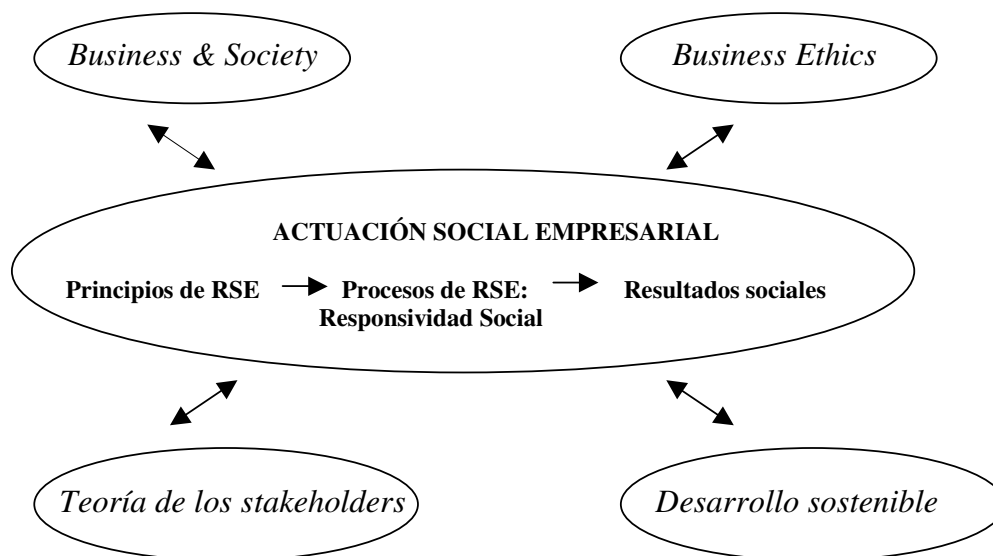 Business & Society
Business Ethics
ACTUACIÓN SOCIAL EMPRESARIAL
Principios de RSE
Procesos de RSE:
Responsividad Social
Resultados sociales
Teoría de los stakeholders
Desarrollo sostenible